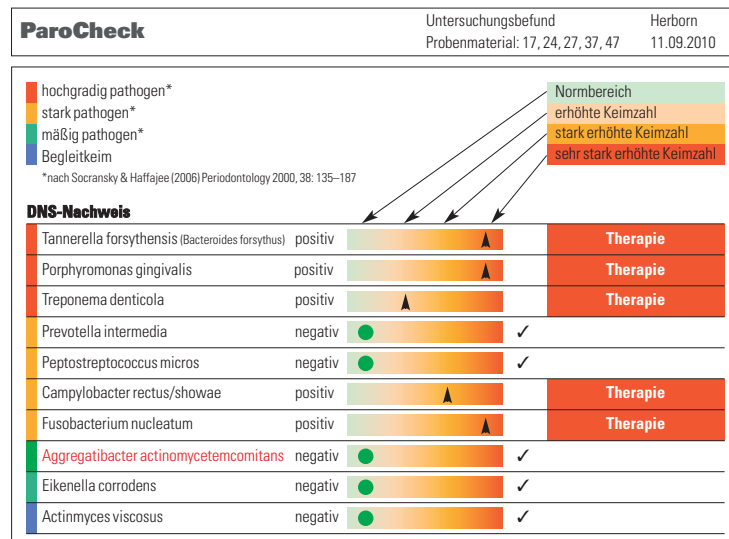 ParoCheck
Untersuchungsbefund Herborn
Probenmaterial: 17, 24, 27, 37, 47 11.09.2010
hochgradig pathogen*
stark pathogen*
mäßig pathogen*
Begleitkeim
*nach Socransky & Haffajee (2006) Periodontology 2000, 38: 135–187
Normbereich
erhöhte Keimzahl
stark erhöhte Keimzahl
sehr stark erhöhte Keimzahl
DNS-Nachweis
Tannerella forsythensis (Bacteroides forsythus) positiv Therapie
Porphyromonas gingivalis positiv Therapie
Treponema denticola positiv Therapie
Prevotella intermedia negativ ✓
Peptostreptococcus micros negativ ✓
Campylobacter rectus/showae positiv Therapie
Fusobacterium nucleatum positiv Therapie
Aggregatibacter actinomycetemcomitans negativ ✓
Eikenella corrodens negativ ✓
Actinmyces viscosus negativ ✓